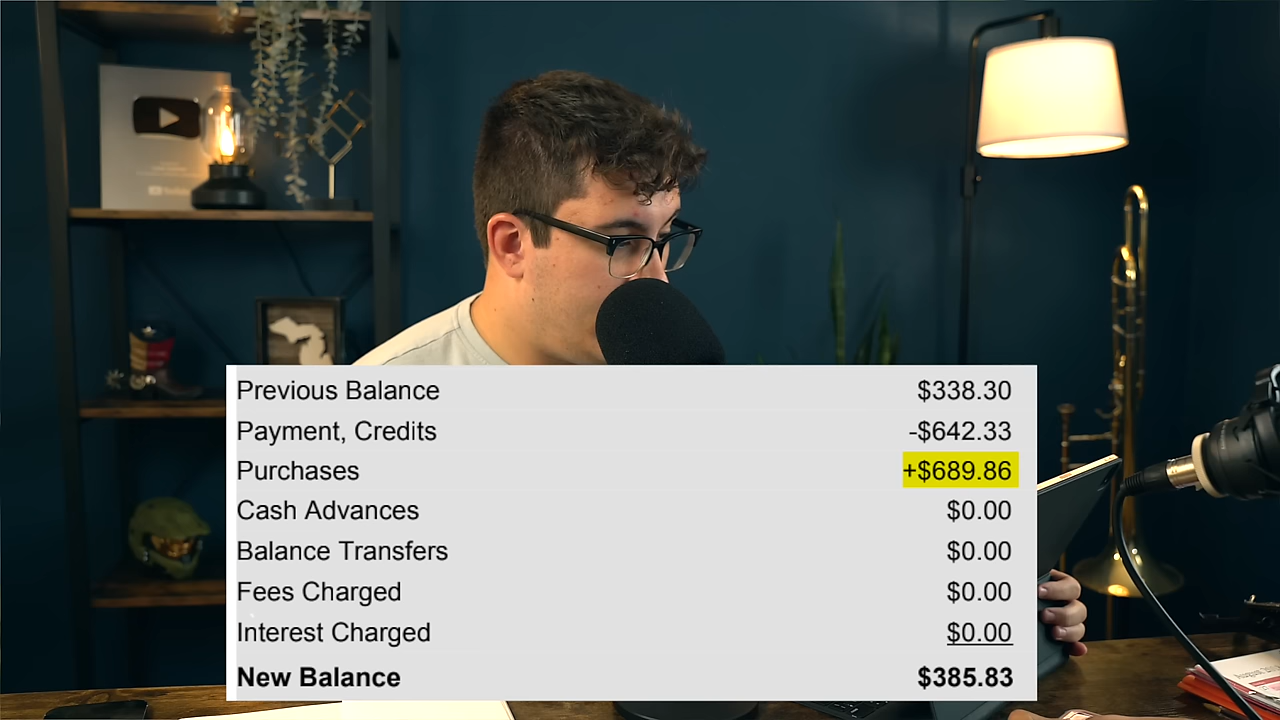 Previous Balance $338.30
Payment, Credits -$642.33
Purchases +$689.86
Cash Advances $0.00
Balance Transfers $0.00
Fees Charged $0.00
Interest Charged $0.00
New Balance $385.83